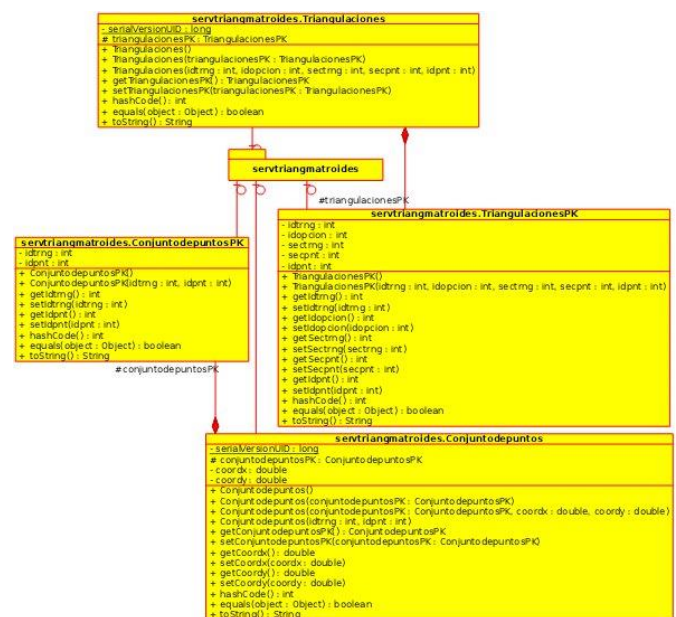 servtriangmatroides.Triangulaciones
- serialVersionUID : long
# triangulacionesPK : TriangulacionesPK
+ Triangulaciones()
+ Triangulaciones(triangulacionesPK : TriangulacionesPK)
+ Triangulaciones(idtrng : int, idopcion : int, sectrng : int, secpnt : int, idpnt : int)
+ getTriangulacionesPK() : TriangulacionesPK
+ setTriangulacionesPK(triangulacionesPK : TriangulacionesPK)
+ hashCode() : int
+ equals(object : Object) : boolean
+ toString() : String
servtriangmatroides
#triangulacionesPK
servtriangmatroides.TriangulacionesPK
- idtrng : int
- idopcion : int
- sectrng : int
- secpnt : int
- idpnt : int
+ TriangulacionesPK()
+ TriangulacionesPK(idtrng : int, idopcion : int, sectrng : int, secpnt : int, idpnt : int)
+ getIdtrng() : int
+ setIdtrng(idtrng : int)
+ getIdopcion() : int
+ setIdopcion(idopcion : int)
+ getSectrng() : int
+ setSectrng(sectrng : int)
+ getSecpnt() : int
+ setSecpnt(secpnt : int)
+ getIdpnt() : int
+ setIdpnt(idpnt : int)
+ hashCode() : int
+ equals(object : Object) : boolean
+ toString() : String
servtriangmatroides.ConjuntodepuntosPK
- idtrng : int
- idpnt : int
+ ConjuntodepuntosPK()
+ ConjuntodepuntosPK(idtrng : int, idpnt : int)
+ getIdtrng() : int
+ setIdtrng(idtrng : int)
+ getIdpnt() : int
+ setIdpnt(idpnt : int)
+ hashCode() : int
+ equals(object : Object) : boolean
+ toString() : String
#conjuntodepuntosPK
servtriangmatroides.Conjuntodepuntos
- serialVersionUID : long
# conjuntodepuntosPK : ConjuntodepuntosPK
- coordx : double
- coordy : double
+ Conjuntodepuntos()
+ Conjuntodepuntos(conjuntodepuntosPK : ConjuntodepuntosPK)
+ Conjuntodepuntos(conjuntodepuntosPK : ConjuntodepuntosPK, coordx : double, coordy : double)
+ Conjuntodepuntos(idtrng : int, idpnt : int)
+ getConjuntodepuntosPK() : ConjuntodepuntosPK
+ setConjuntodepuntosPK(conjuntodepuntosPK : ConjuntodepuntosPK)
+ getCoordx() : double
+ setCoordx(coordx : double)
+ getCoordy() : double
+ setCoordy(coordy : double)
+ hashCode() : int
+ equals(object : Object) : boolean
+ toString() : String